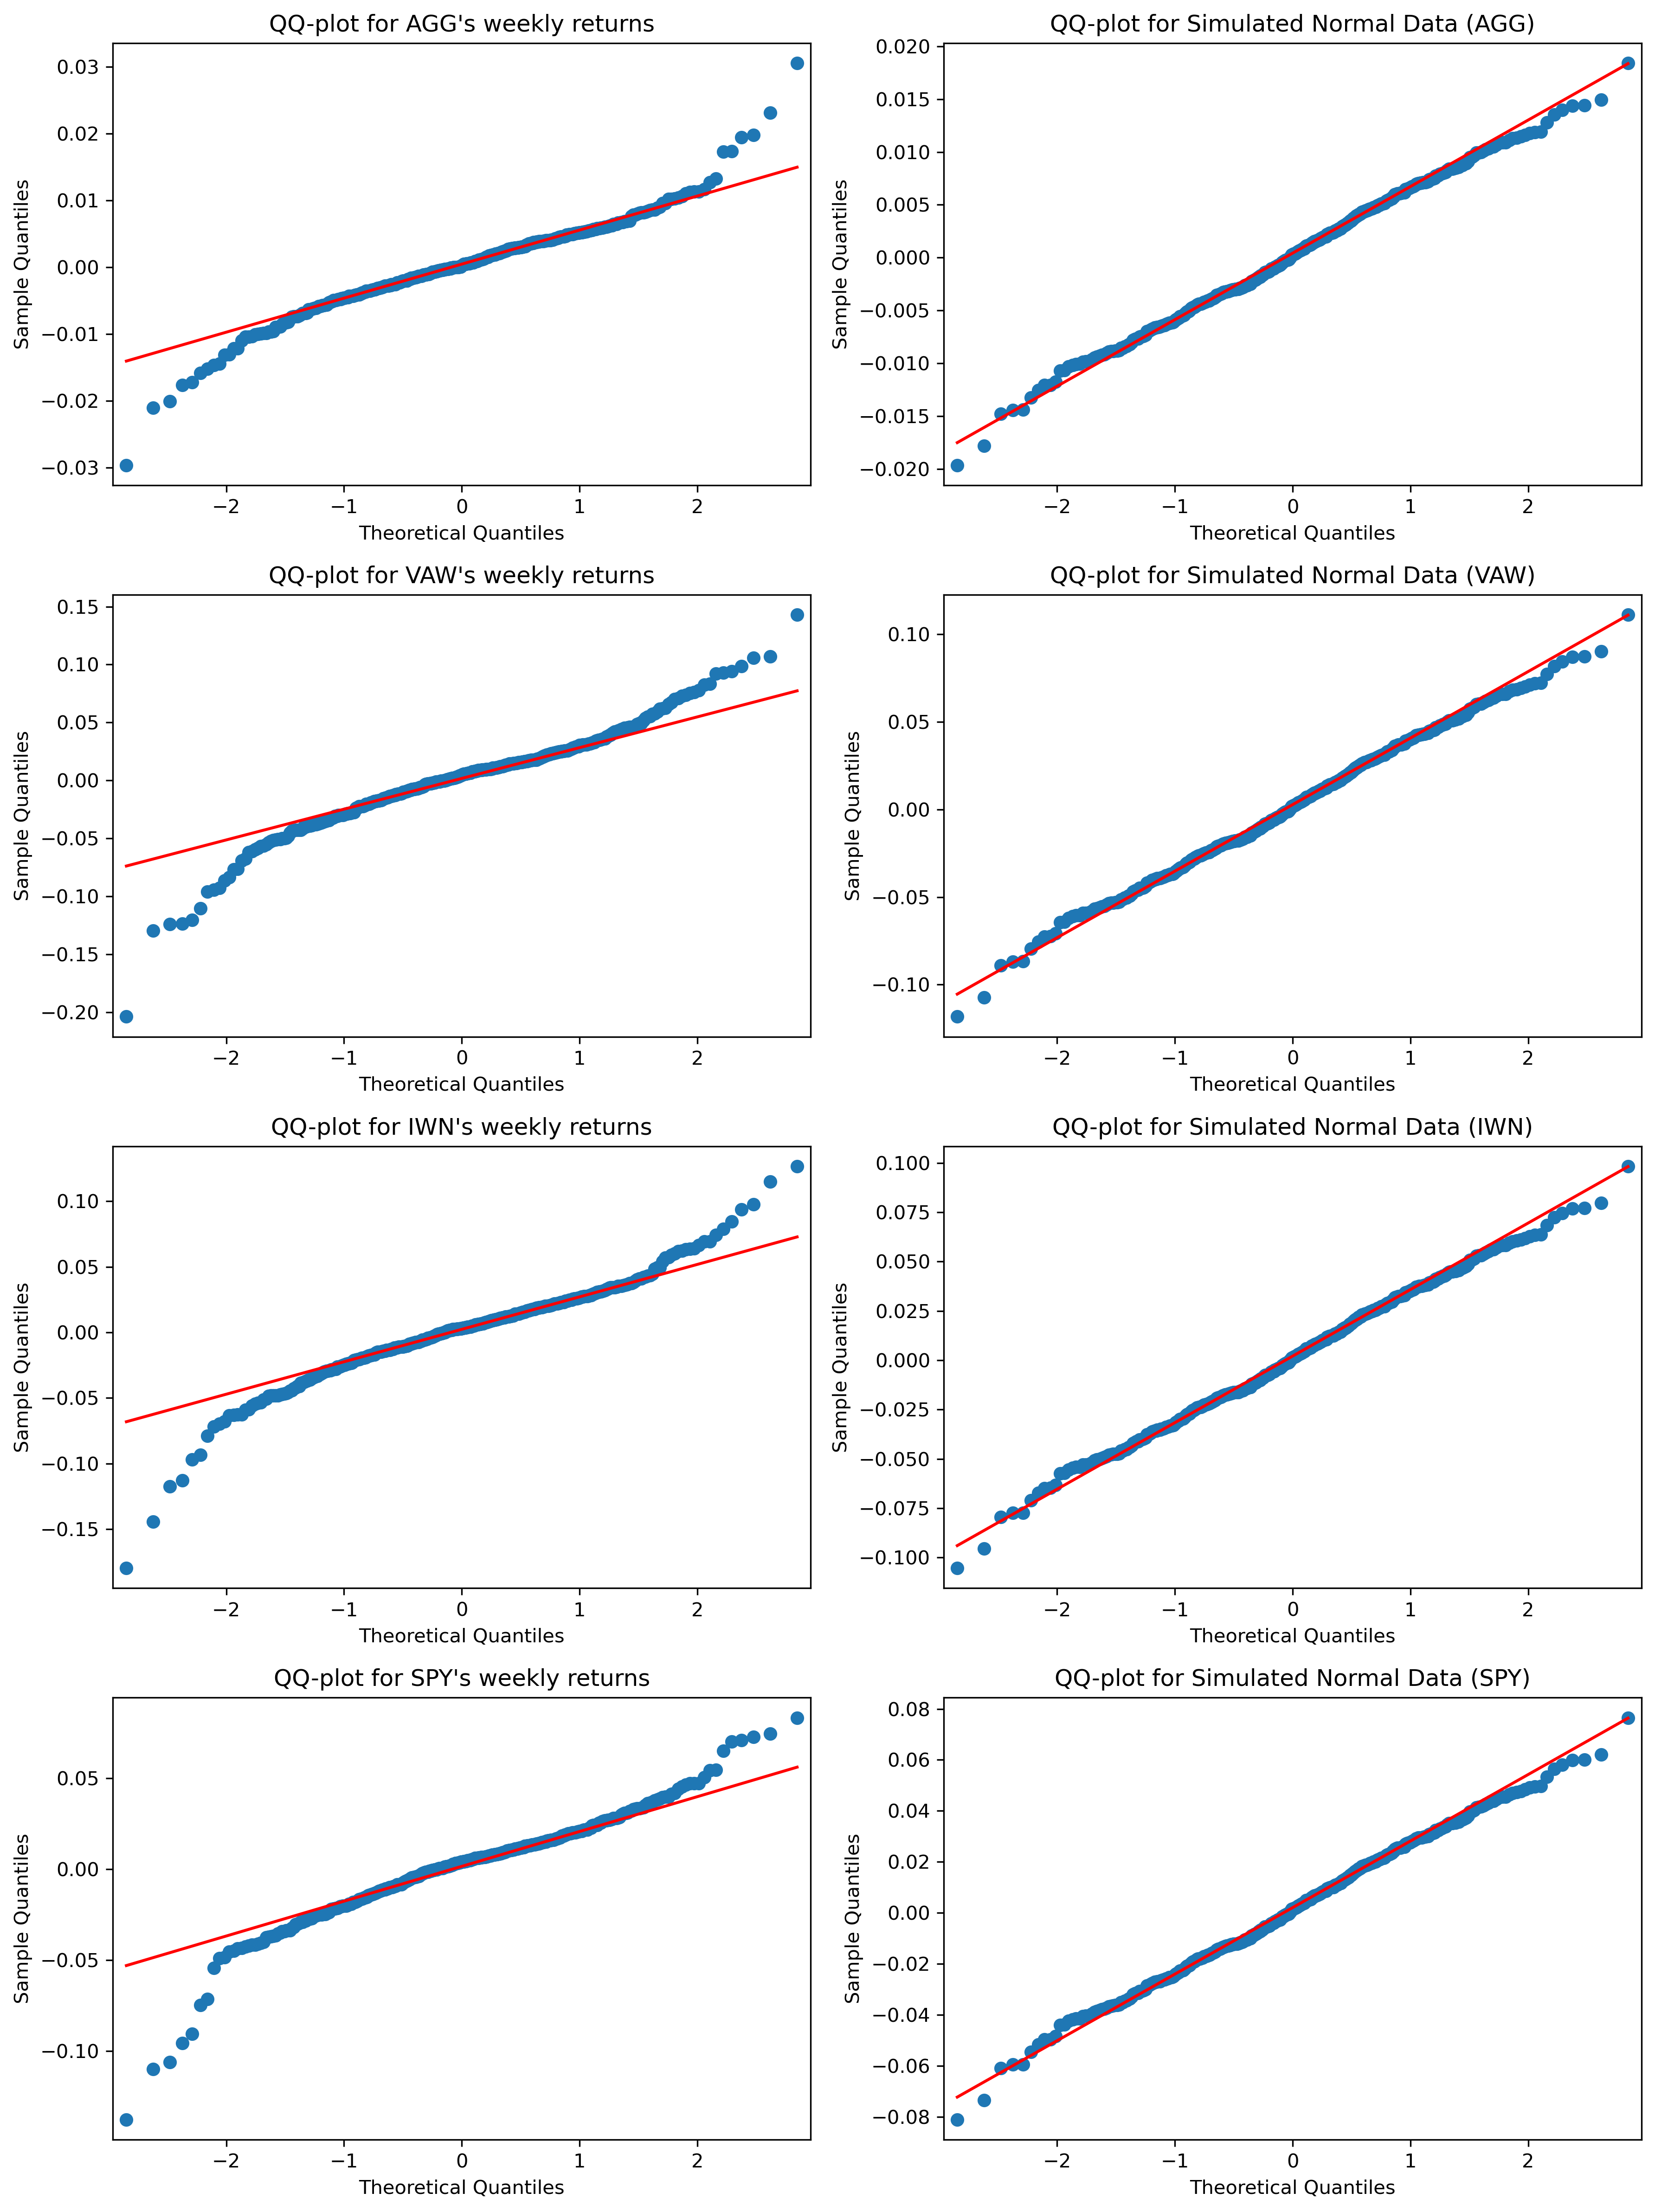 QQ-plot for AGG's weekly returns
0.03
0.02
0.01
0.00
−0.01
−0.02
−0.03
Sample Quantiles
−2 −1 0 1 2
Theoretical Quantiles
QQ-plot for Simulated Normal Data (AGG)
0.020
0.015
0.010
0.005
0.000
−0.005
−0.010
−0.015
−0.020
Sample Quantiles
−2 −1 0 1 2
Theoretical Quantiles
QQ-plot for VAW's weekly returns
0.15
0.10
0.05
0.00
−0.05
−0.10
−0.15
−0.20
Sample Quantiles
−2 −1 0 1 2
Theoretical Quantiles
QQ-plot for Simulated Normal Data (VAW)
0.10
0.05
0.00
−0.05
−0.10
Sample Quantiles
−2 −1 0 1 2
Theoretical Quantiles
QQ-plot for IWN's weekly returns
0.10
0.05
0.00
−0.05
−0.10
−0.15
Sample Quantiles
−2 −1 0 1 2
Theoretical Quantiles
QQ-plot for Simulated Normal Data (IWN)
0.100
0.075
0.050
0.025
0.000
−0.025
−0.050
−0.075
−0.100
Sample Quantiles
−2 −1 0 1 2
Theoretical Quantiles
QQ-plot for SPY's weekly returns
0.05
0.00
−0.05
−0.10
Sample Quantiles
−2 −1 0 1 2
Theoretical Quantiles
QQ-plot for Simulated Normal Data (SPY)
0.08
0.06
0.04
0.02
0.00
−0.02
−0.04
−0.06
−0.08
Sample Quantiles
−2 −1 0 1 2
Theoretical Quantiles